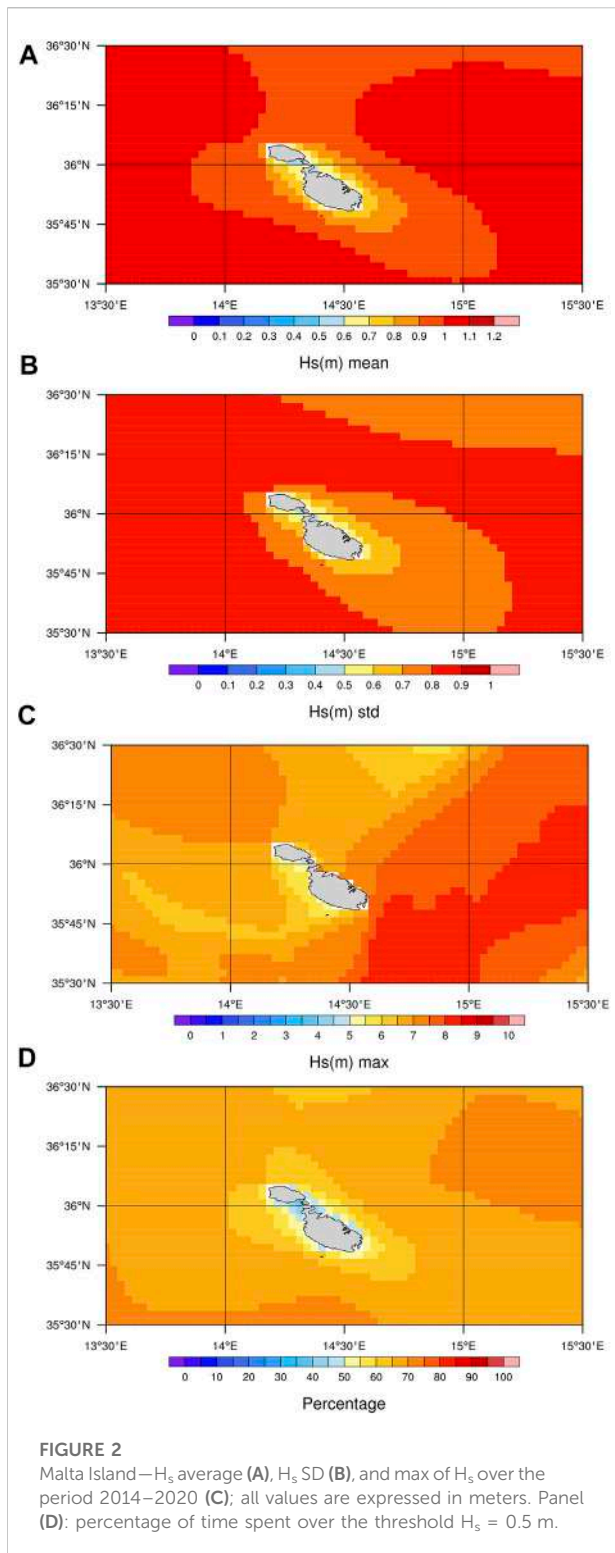 A
36°30'N
36°15'N
36°N
35°45'N
35°30'N
13°30'E 14°E 14°30'E 15°E 15°30'E
0 0.1 0.2 0.3 0.4 0.5 0.6 0.7 0.8 0.9 1 1.1 1.2
Hs(m) mean
B
36°30'N
36°15'N
36°N
35°45'N
35°30'N
13°30'E 14°E 14°30'E 15°E 15°30'E
0 0.1 0.2 0.3 0.4 0.5 0.6 0.7 0.8 0.9 1
Hs(m) std
C
36°30'N
36°15'N
36°N
35°45'N
35°30'N
13°30'E 14°E 14°30'E 15°E 15°30'E
0 1 2 3 4 5 6 7 8 9 10
Hs(m) max
D
36°30'N
36°15'N
36°N
35°45'N
35°30'N
13°30'E 14°E 14°30'E 15°E 15°30'E
0 10 20 30 40 50 60 70 80 90 100
Percentage
FIGURE 2
Malta Island—Hs average (A), Hs SD (B), and max of Hs over the
period 2014–2020 (C); all values are expressed in meters. Panel
(D): percentage of time spent over the threshold Hs = 0.5 m.